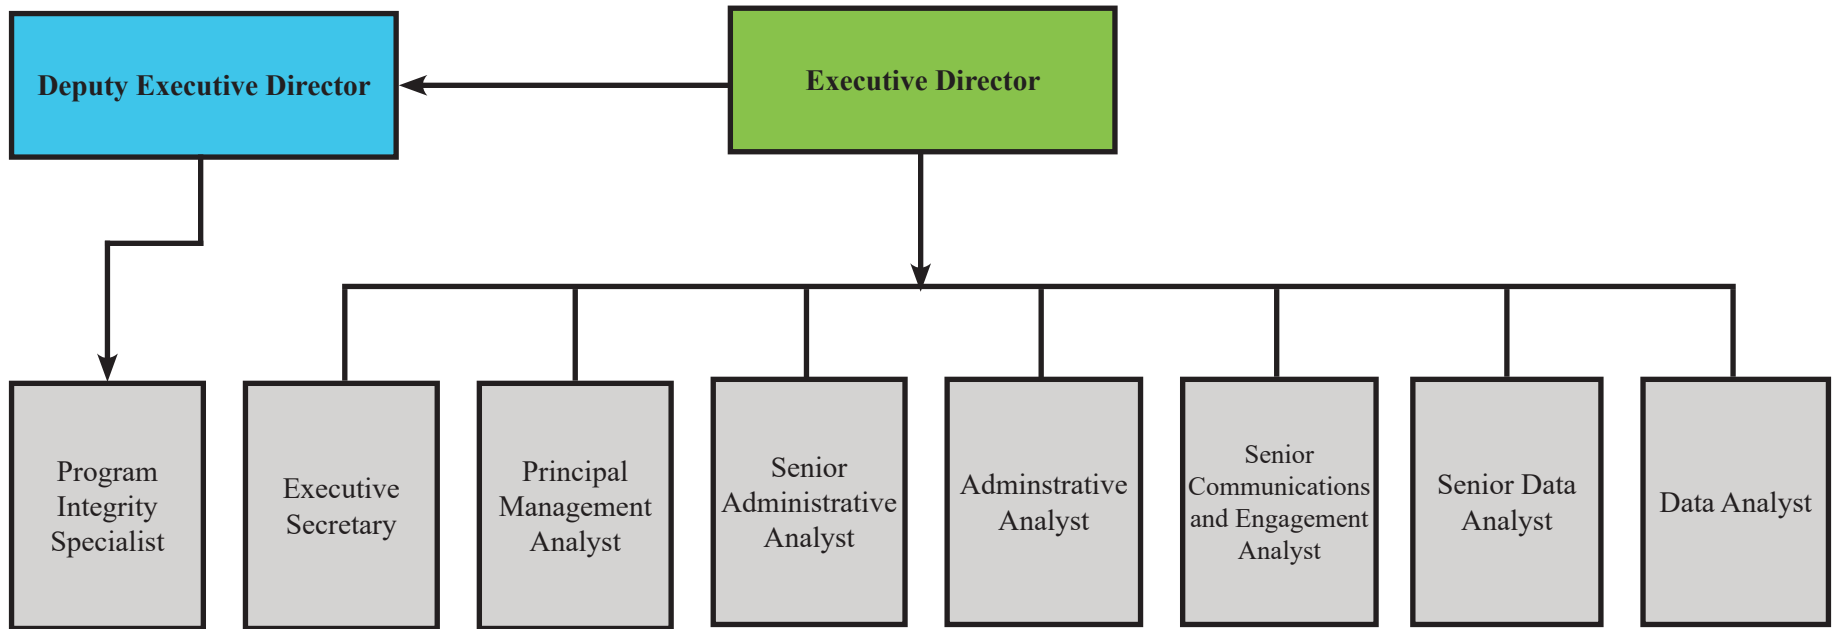 Deputy Executive Director
Executive Director
Program
Integrity
Specialist
Executive
Secretary
Principal
Management
Analyst
Senior
Administrative
Analyst
Adminstrative
Analyst
Senior
Communications
and Engagement
Analyst
Senior Data
Analyst
Data Analyst